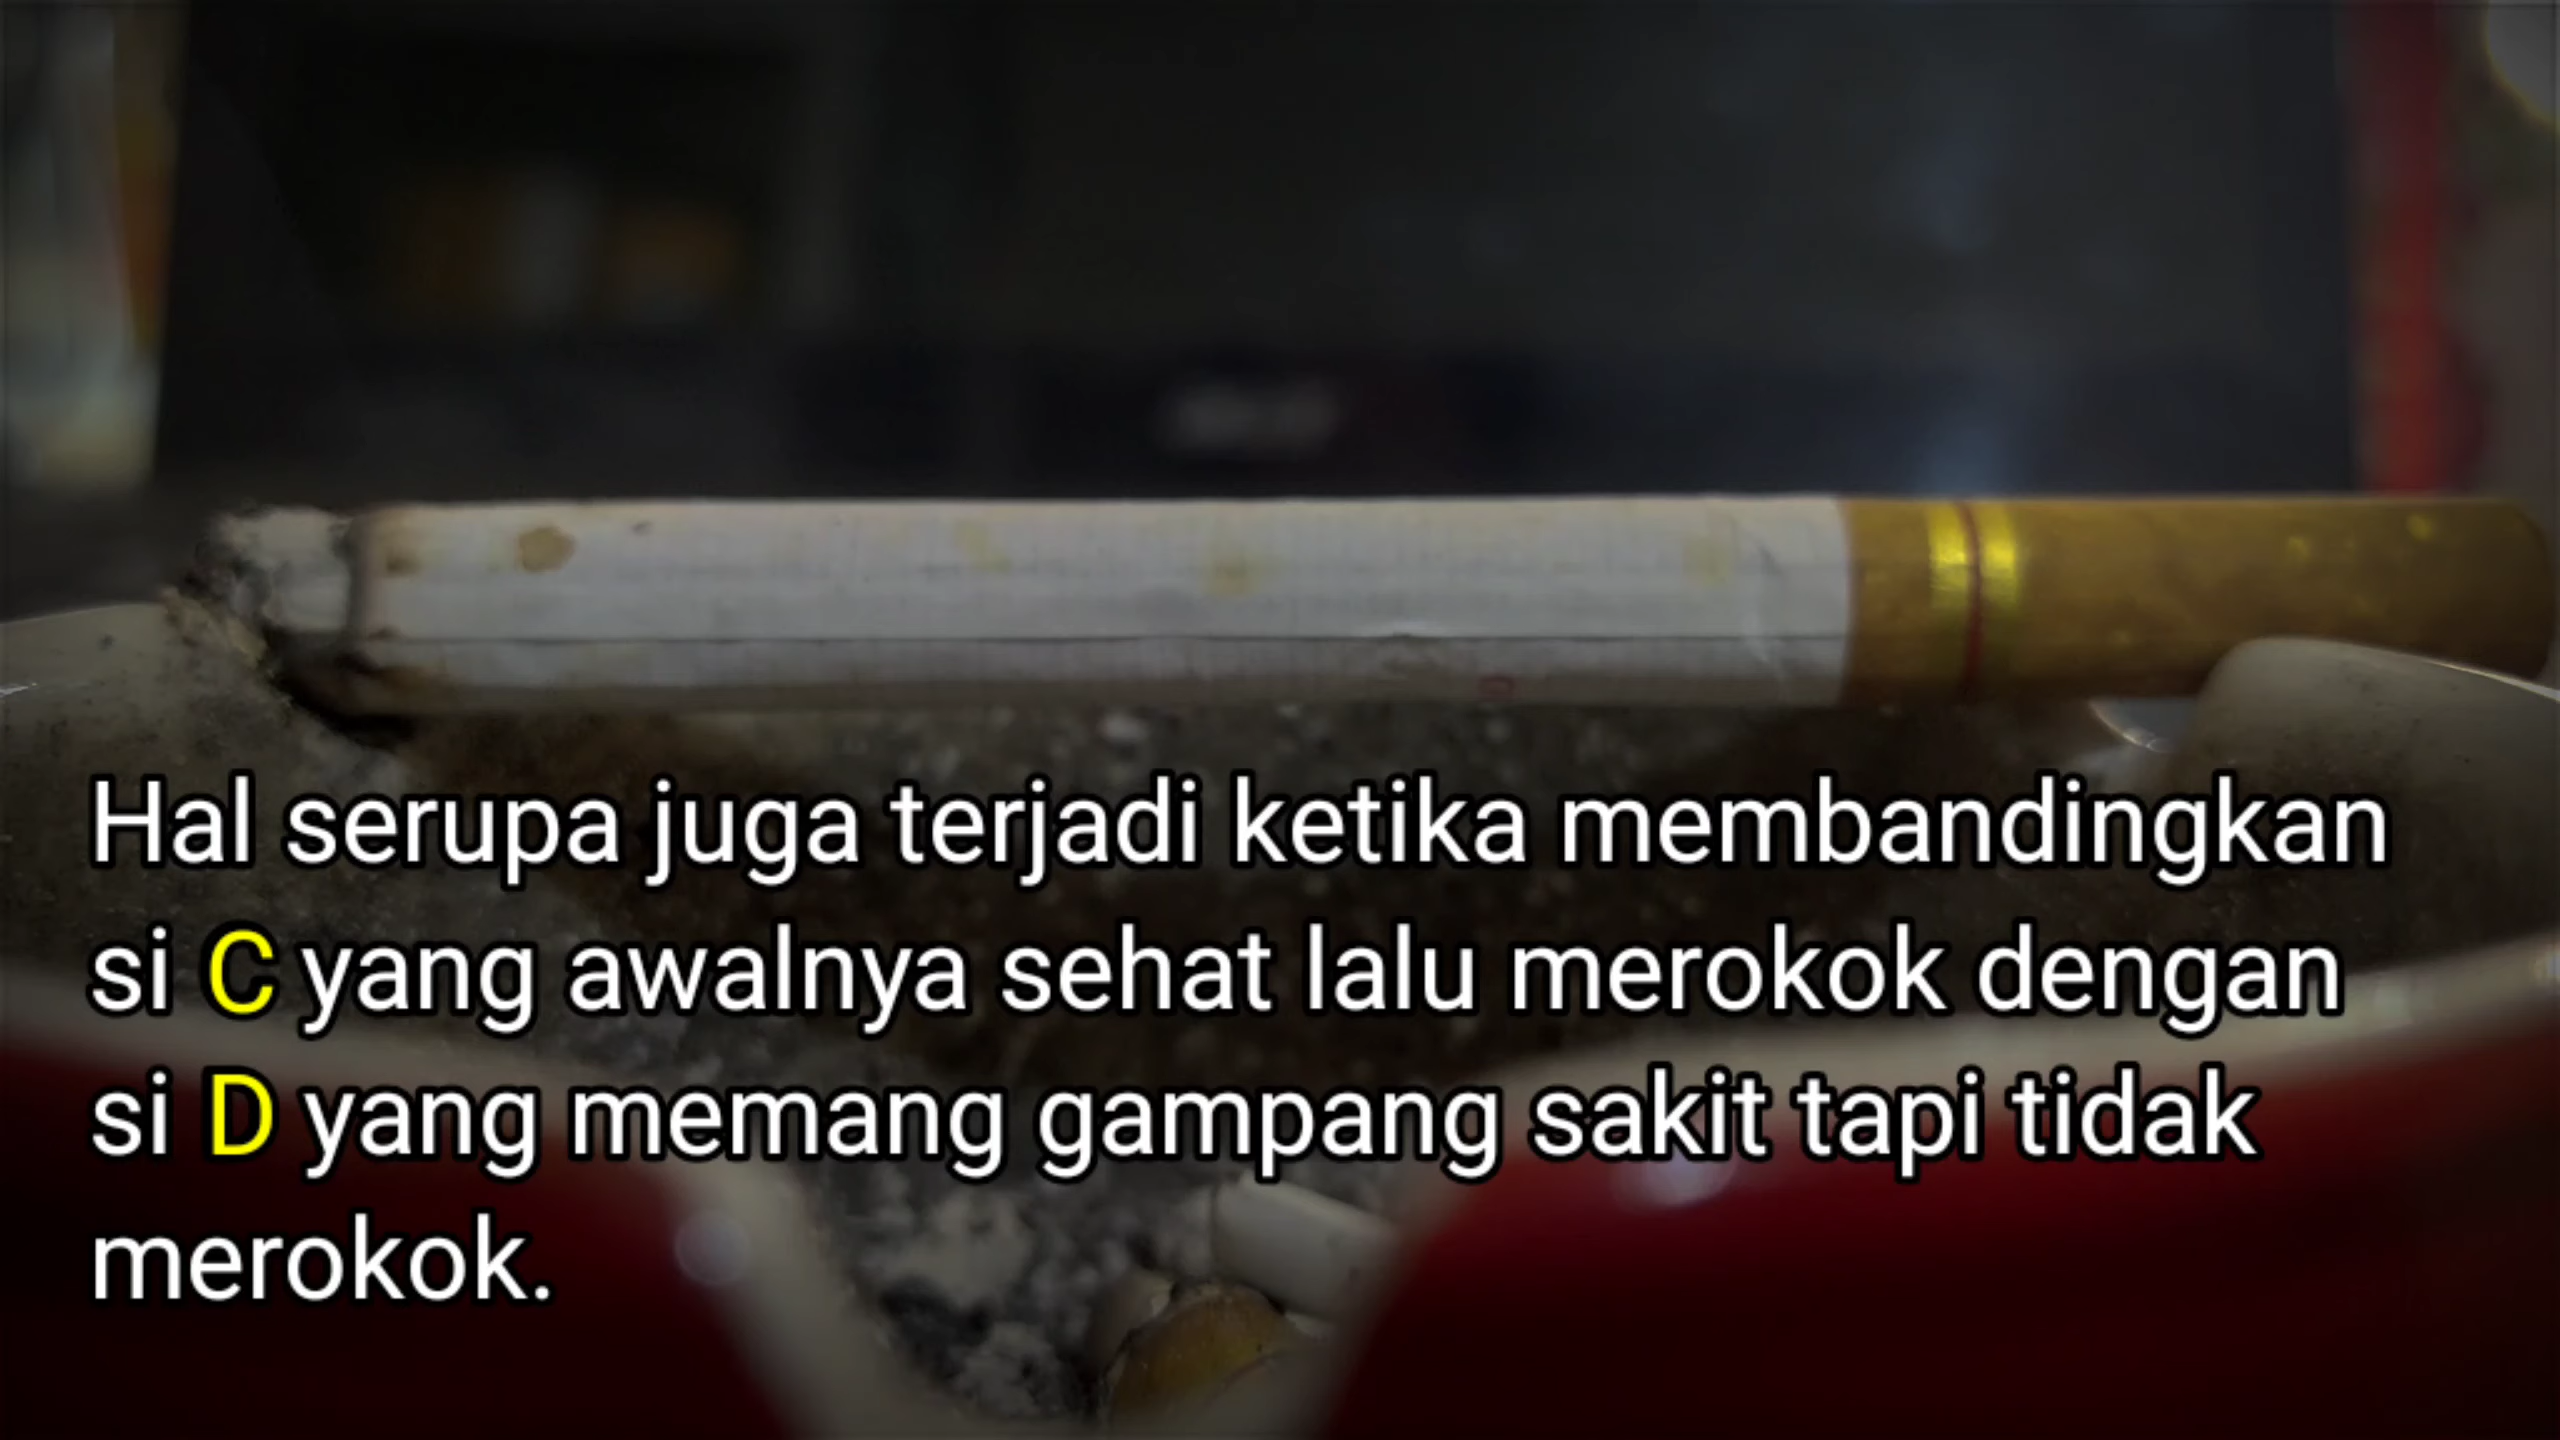 Hal serupa juga terjadi ketika membandingkan
si C yang awalnya sehat lalu merokok dengan
si D yang memang gampang sakit tapi tidak
merokok.